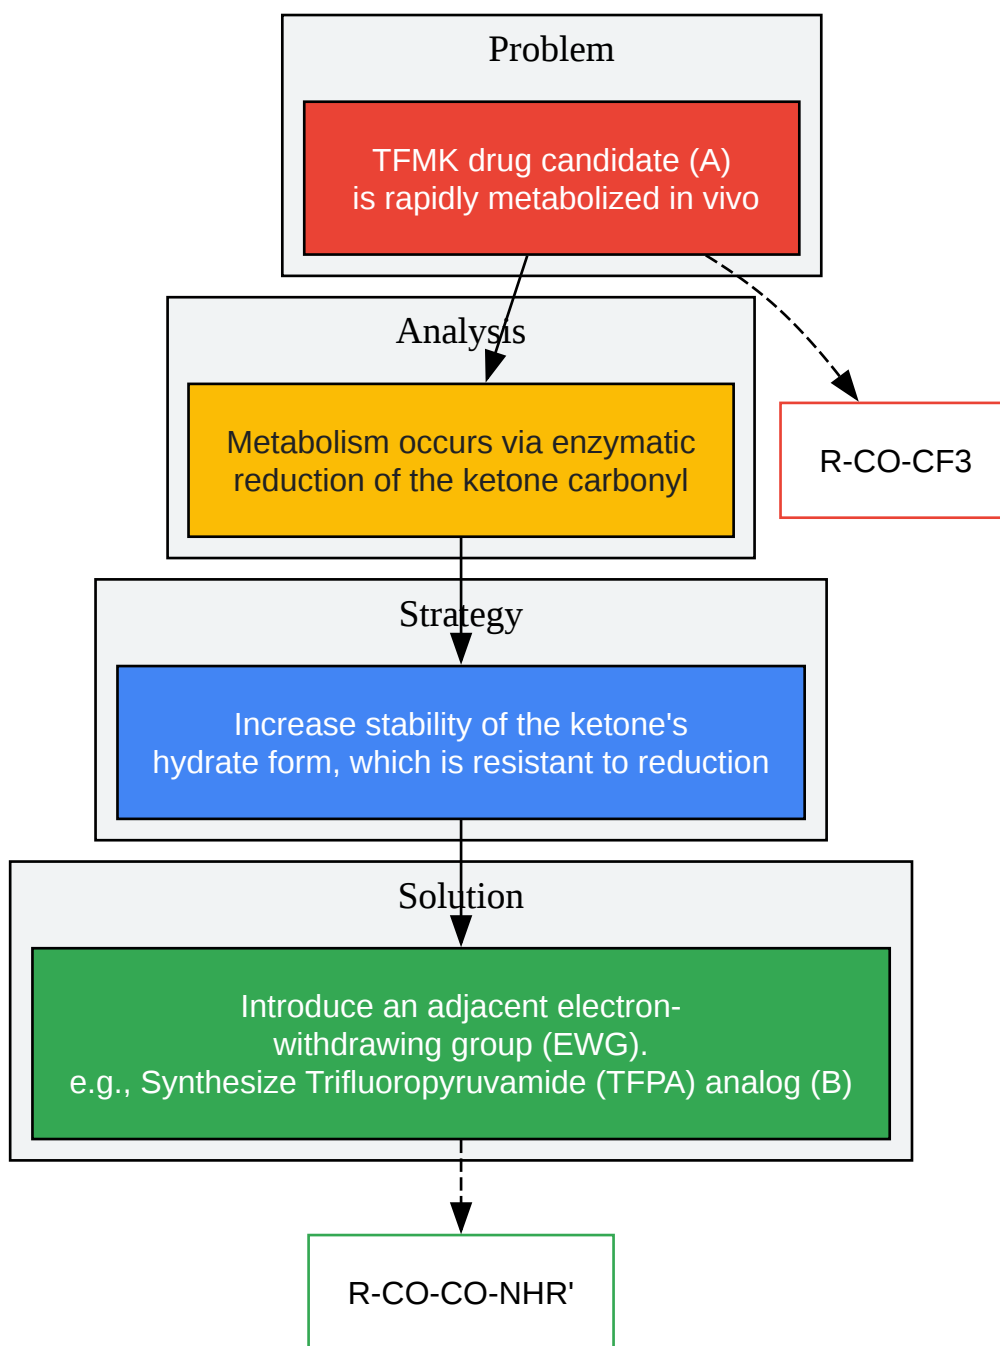 Problem
TFMK drug candidate (A)
is rapidly metabolized in vivo
Analysis
Metabolism occurs via enzymatic
reduction of the ketone carbonyl
R-CO-CF3
Strategy
Increase stability of the ketone's
hydrate form, which is resistant to reduction
Solution
Introduce an adjacent electron-
withdrawing group (EWG).
e.g., Synthesize Trifluoropyruvamide (TFPA) analog (B)
R-CO-CO-NHR'